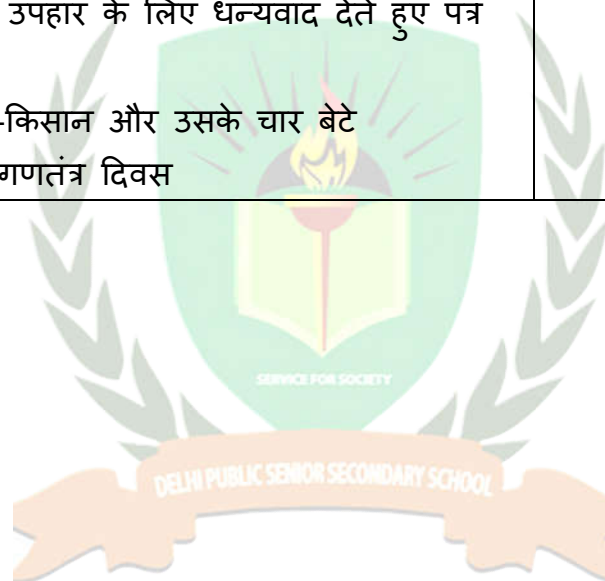 उपहार के लिए धन्यवाद देते हुए पत्र
-किसान और उसके चार बेटे
गणतंत्र दिवस
SERVICE FOR SOCIETY
DELHI PUBLIC SENIOR SECONDARY SCHOOL